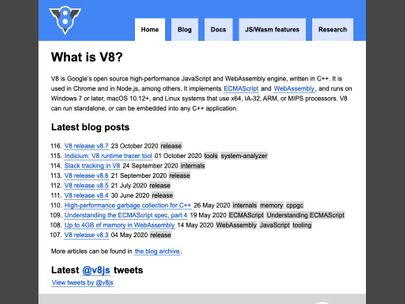 Home
Blog
Docs
JS/Wasm features
Research
What is V8?
V8 is Google's open source high-performance JavaScript and WebAssembly engine, written in C++. It is
used in Chrome and in Node.js, among others. It implements ECMAScript and WebAssembly, and runs on
Windows 7 or later, macOS 10.12+, and Linux systems that use x64, IA-32, ARM, or MIPS processors. V8
can run standalone, or can be embedded into any C++ application.
Latest blog posts
116. V8 release v8.7 23 October 2020 release
115. Indicium: V8 runtime tracer tool 01 October 2020 tools system-analyzer
114. Slack tracking in V8 24 September 2020 internals
113. V8 release v8.6 21 September 2020 release
112. V8 release v8.5 21 July 2020 release
111. V8 release v8.4 30 June 2020 release
110. High-performance garbage collection for C++ 26 May 2020 internals memory cppgc
109. Understanding the ECMAScript spec, part 4 19 May 2020 ECMAScript Understanding ECMAScript
108. Up to 4GB of memory in WebAssembly 14 May 2020 WebAssembly JavaScript tooling
107. V8 release v8.3 04 May 2020 release
More articles can be found in the blog archive.
Latest @v8js tweets
View tweets by @v8js